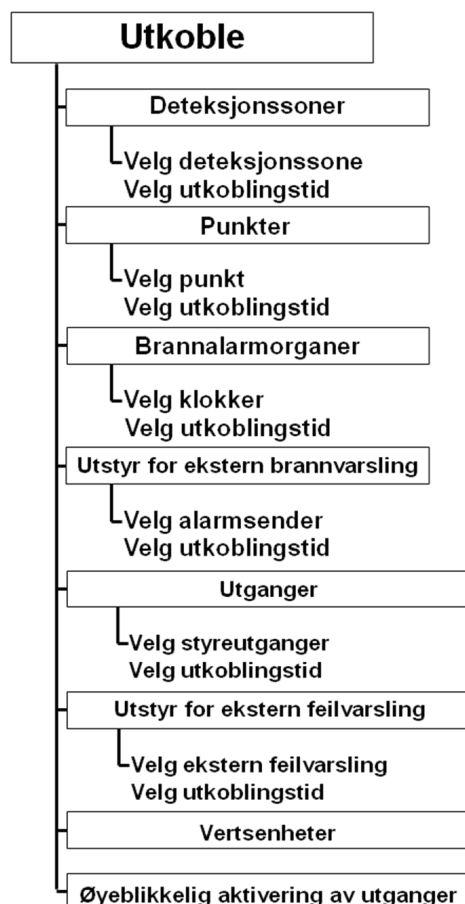 Utkoble
Deteksjonssoner
Velg deteksjonssone
Velg utkoblingstid
Punkter
Velg punkt
Velg utkoblingstid
Brannalarmorganer
Velg klokker
Velg utkoblingstid
Utstyr for ekstern brannvarsling
Velg alarmsender
Velg utkoblingstid
Utganger
Velg styreutganger
Velg utkoblingstid
Utstyr for ekstern feilvarsling
Velg ekstern feilvarsling
Velg utkoblingstid
Vertsenheter
Øyeblikkelig aktivering av utganger